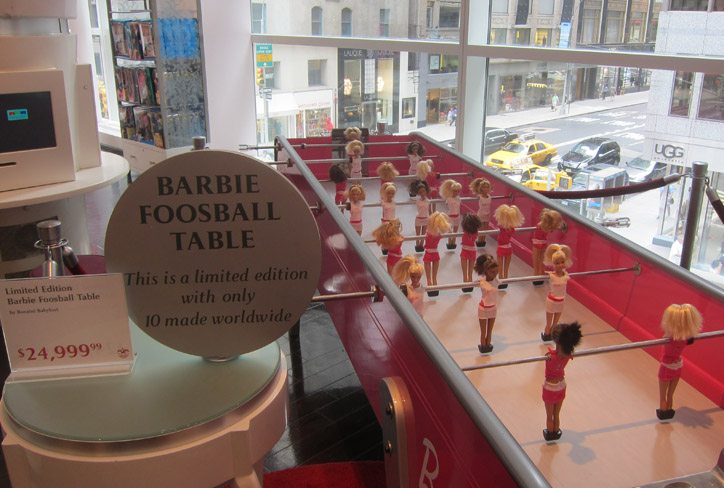 BARBIE
FOOSBALL
TABLE
This is a limited edition
with only
10 made worldwide
Limited Edition
Barbie Foosball Table
$24,999.99
UGG
B